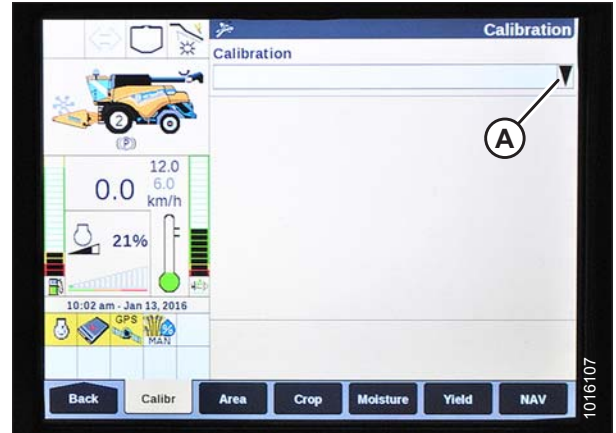 Calibration
Calibration
A
2
(P)
12.0
0.0
6.0
km/h
21%
10:02 am - Jan 13, 2016
GPS
MAN
Back
Calibr
Area
Crop
Moisture
Yield
NAV
1016107